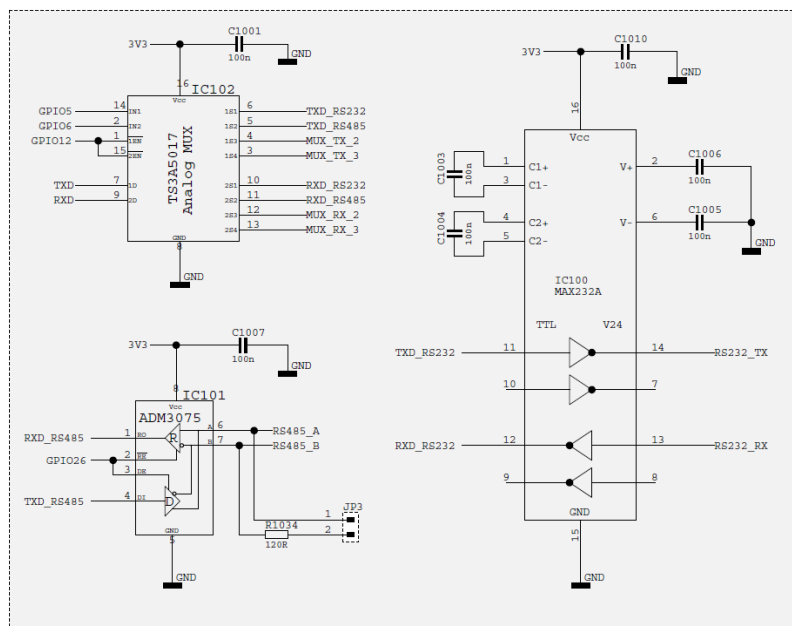 C1001
3V3
100n
GND
16
IC102
Vcc
GPIO5 14 IN1 1S1 6 TXD_RS232
GPIO6 2 IN2 1S2 5 TXD_RS485
GPIO12 1 1EN 1S3 4 MUX_TX_2
15 2EN 1S4 3 MUX_TX_3
TS3A5017
Analog MUX
TXD 7 1D 2S1 10 RXD_RS232
RXD 9 2D 2S2 11 RXD_RS485
2S3 12 MUX_RX_2
2S4 13 MUX_RX_3
GND
8
GND
C1007
3V3
100n
GND
8
IC101
Vcc
ADM3075
RXD_RS485 1 RO R A 6 RS485_A
B 7 RS485_B
GPIO26 2 RE
3 DE
TXD_RS485 4 DI D
GND
5
GND
JP3
1
R1034 2
120R
C1010
3V3
100n
GND
16
Vcc
C1003
100n
1 C1+ V+ 2 C1006
100n
3 C1-
C1004
100n
4 C2+ V- 6 C1005
100n
5 C2-
GND
IC100
MAX232A
TTL V24
TXD_RS232 11 14 RS232_TX
10 7
RXD_RS232 12 13 RS232_RX
9 8
GND
15
GND